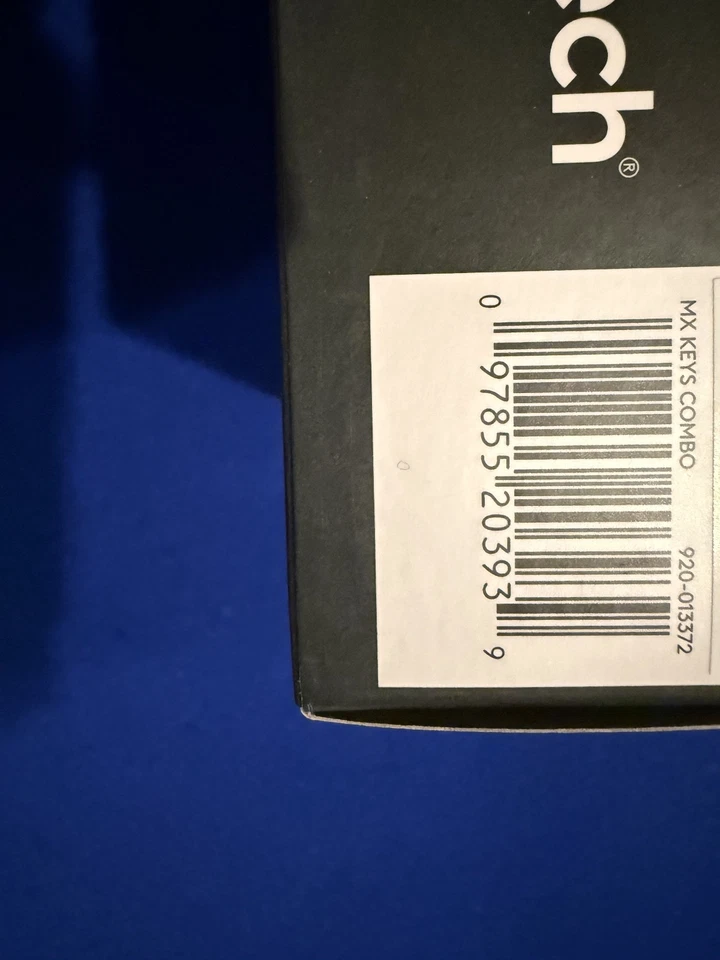 ech®
MX KEYS COMBO 920-013372
0 97855 20393 9